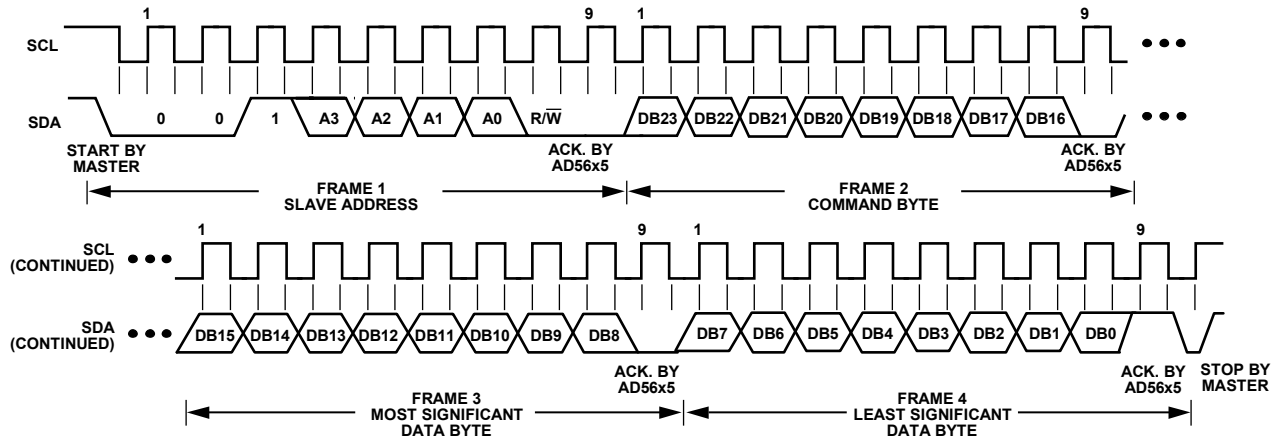 1 9 1 9
SCL
SDA 0 0 1 A3 A2 A1 A0 R/W̅ DB23 DB22 DB21 DB20 DB19 DB18 DB17 DB16
START BY
MASTER
ACK. BY
AD56x5
ACK. BY
AD56x5
FRAME 1
SLAVE ADDRESS
FRAME 2
COMMAND BYTE
1 9 1 9
SCL
(CONTINUED)
SDA
(CONTINUED)
DB15 DB14 DB13 DB12 DB11 DB10 DB9 DB8 DB7 DB6 DB5 DB4 DB3 DB2 DB1 DB0
ACK. BY
AD56x5
ACK. BY
AD56x5
STOP BY
MASTER
FRAME 3
MOST SIGNIFICANT
DATA BYTE
FRAME 4
LEAST SIGNIFICANT
DATA BYTE